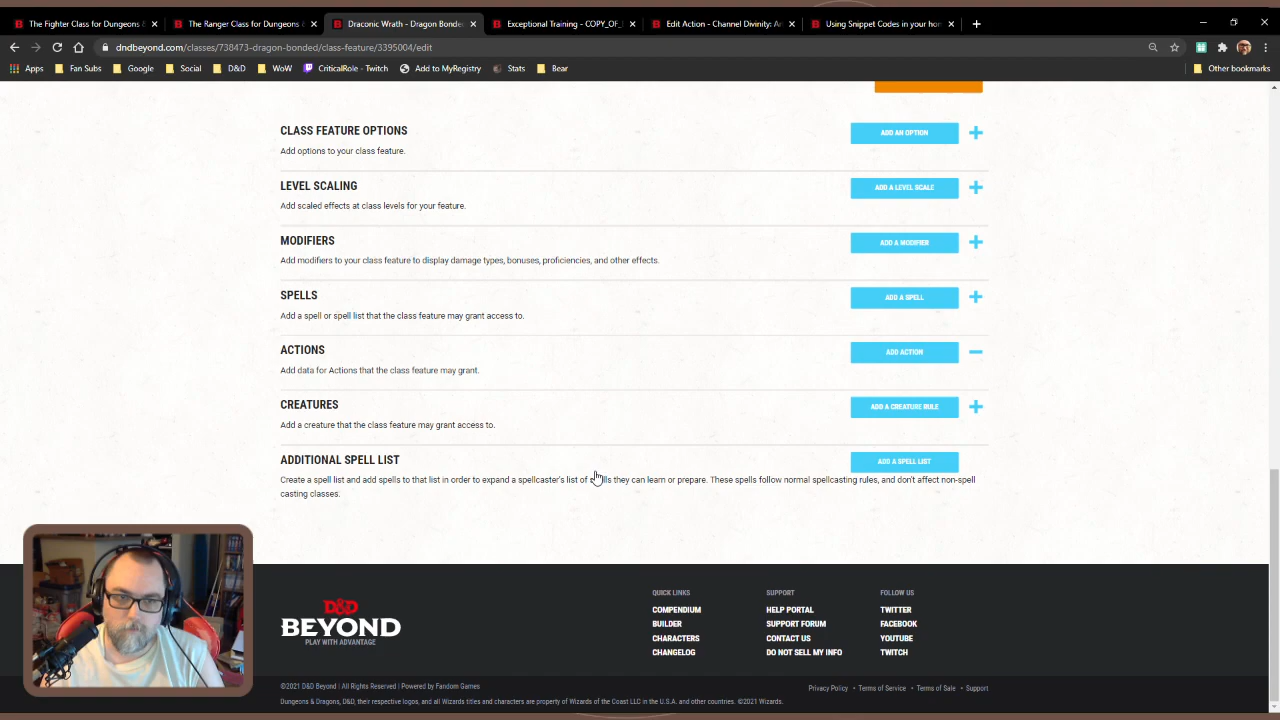 The Fighter Class for Dungeons &
The Ranger Class for Dungeons &
Draconic Wrath - Dragon Bonded
Exceptional Training - COPY_OF_
Edit Action - Channel Divinity: A
Using Snippet Codes in your hom
dndbeyond.com/classes/738473-dragon-bonded/class-feature/3395004/edit
Apps
Fan Subs
Google
Social
D&D
WoW
CriticalRole - Twitch
Add to MyRegistry
Stats
Bear
Other bookmarks
CLASS FEATURE OPTIONS
ADD AN OPTION
Add options to your class feature.
LEVEL SCALING
ADD A LEVEL SCALE
Add scaled effects at class levels for your feature.
MODIFIERS
ADD A MODIFIER
Add modifiers to your class feature to display damage types, bonuses, proficiencies, and other effects.
SPELLS
ADD A SPELL
Add a spell or spell list that the class feature may grant access to.
ACTIONS
ADD ACTION
Add data for Actions that the class feature may grant.
CREATURES
ADD A CREATURE RULE
Add a creature that the class feature may grant access to.
ADDITIONAL SPELL LIST
ADD A SPELL LIST
Create a spell list and add spells to that list in order to expand a spellcaster's list of spells they can learn or prepare. These spells follow normal spellcasting rules, and don't affect non-spell
casting classes.
D&D
BEYOND
PLAY WITH ADVANTAGE
QUICK LINKS
COMPENDIUM
BUILDER
CHARACTERS
CHANGELOG
SUPPORT
HELP PORTAL
SUPPORT FORUM
CONTACT US
DO NOT SELL MY INFO
FOLLOW US
TWITTER
FACEBOOK
YOUTUBE
TWITCH
©2021 D&D Beyond | All Rights Reserved | Powered by Fandom Games
Privacy Policy • Terms of Service • Terms of Sale • Support
Dungeons & Dragons, D&D, their respective logos, and all Wizards titles and characters are property of Wizards of the Coast LLC in the U.S.A. and other countries. ©2021 Wizards.